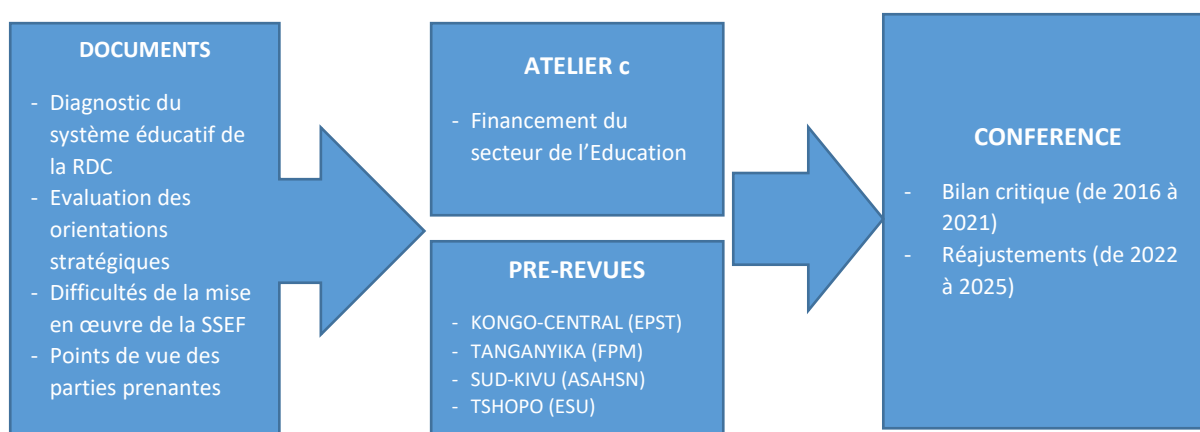 DOCUMENTS
- Diagnostic du
système éducatif de
la RDC
- Evaluation des
orientations
stratégiques
- Difficultés de la mise
en œuvre de la SSEF
- Points de vue des
parties prenantes
ATELIER c
- Financement du
secteur de l’Education
PRE-REVUES
- KONGO-CENTRAL (EPST)
- TANGANYIKA (FPM)
- SUD-KIVU (ASAHSN)
- TSHOPO (ESU)
CONFERENCE
- Bilan critique (de 2016 à
2021)
- Réajustements (de 2022
à 2025)